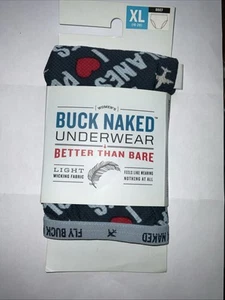 XL
WOMEN'S
BUCK NAKED™
UNDERWEAR
BETTER THAN BARE
LIGHT
WICKING FABRIC
FEELS LIKE WEARING
NOTHING AT ALL
NAKED
FLY BUCK